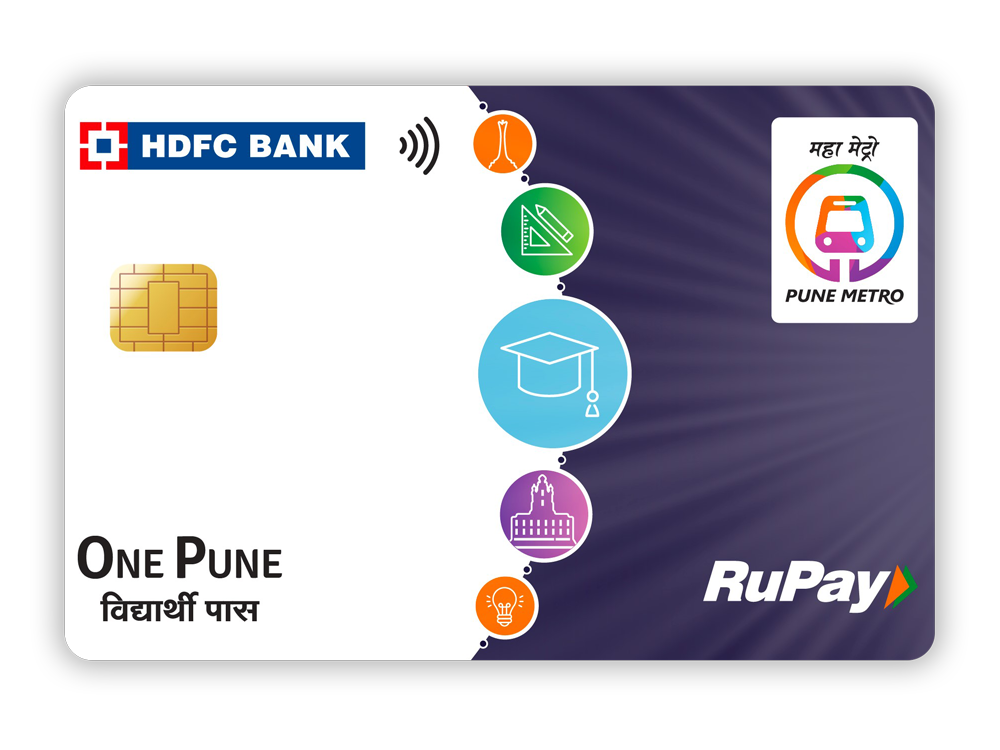 HDFC BANK
महा मेट्रो
PUNE METRO
ONE PUNE
विद्यार्थी पास
RuPay